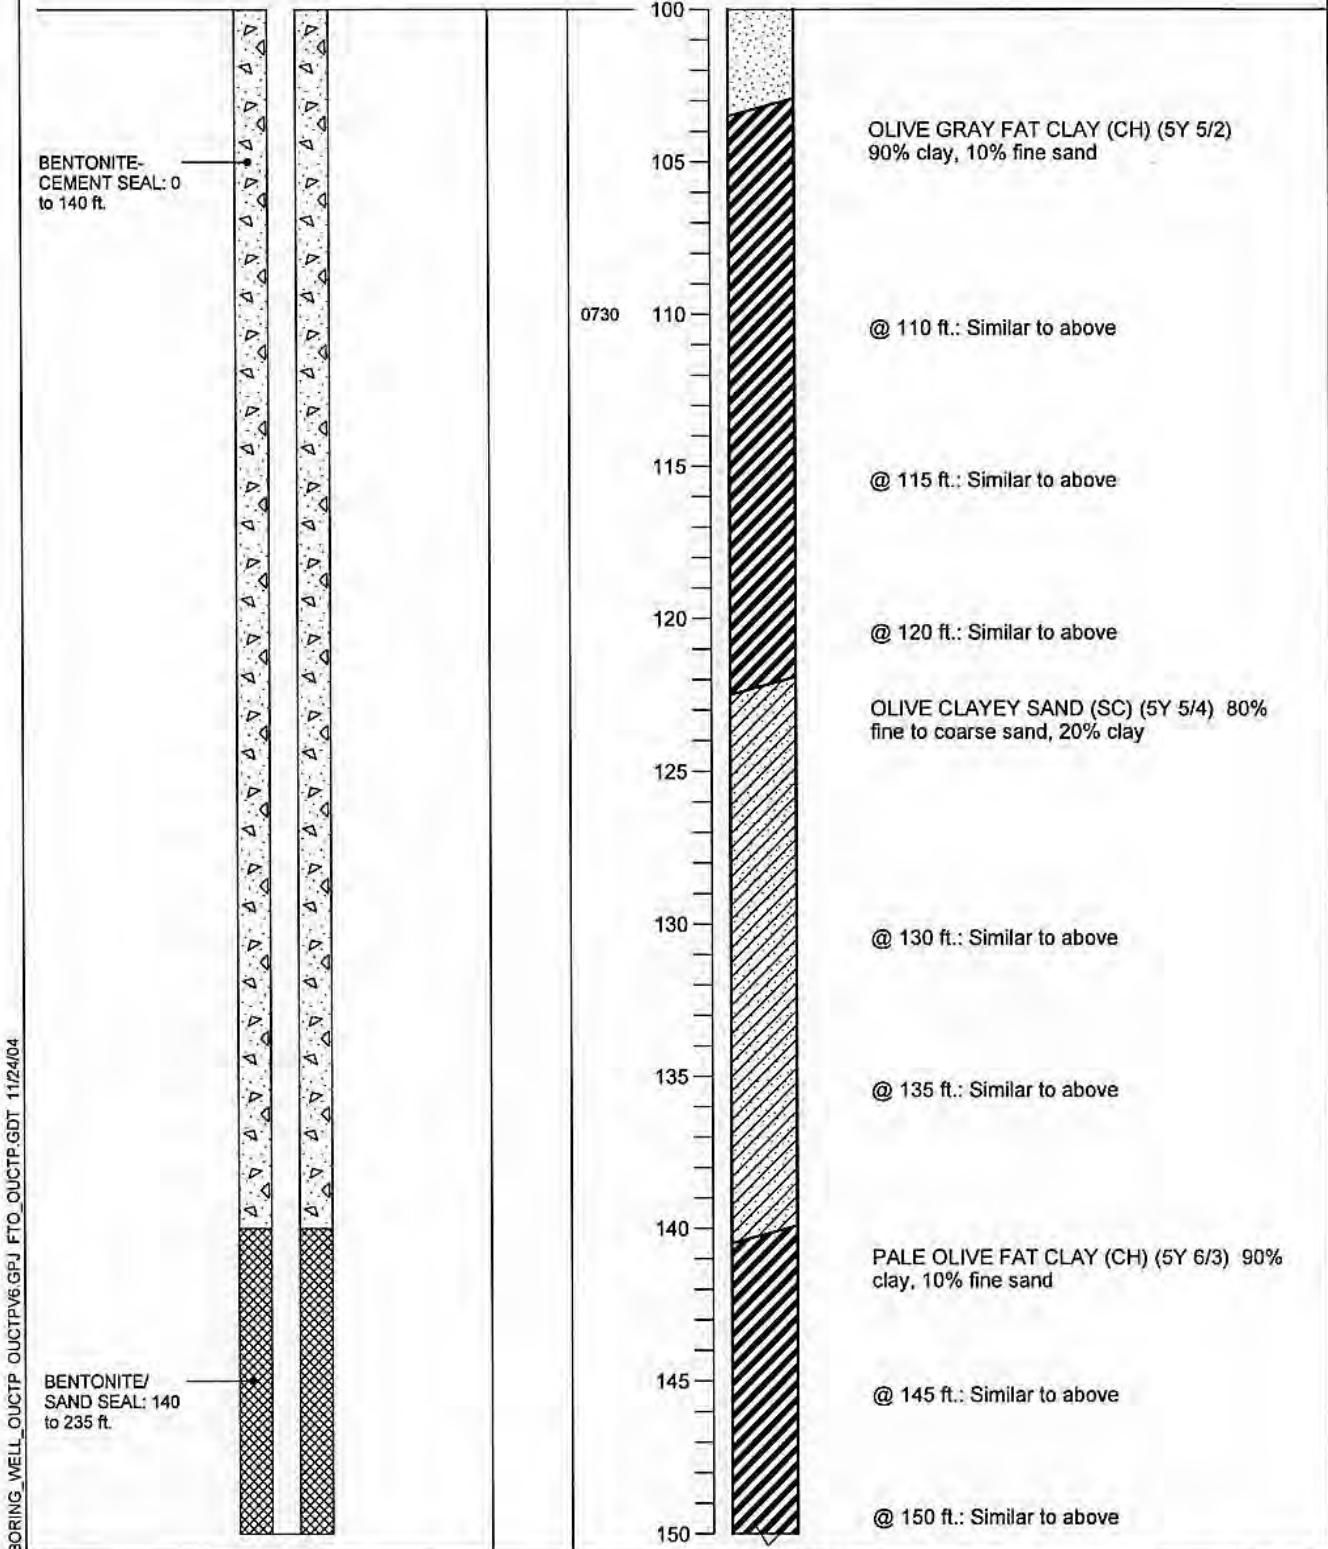 100
OLIVE GRAY FAT CLAY (CH) (5Y 5/2)
90% clay, 10% fine sand
105
BENTONITE-
CEMENT SEAL: 0
to 140 ft.
0730
110
@ 110 ft.: Similar to above
115
@ 115 ft.: Similar to above
120
@ 120 ft.: Similar to above
OLIVE CLAYEY SAND (SC) (5Y 5/4) 80%
fine to coarse sand, 20% clay
125
130
@ 130 ft.: Similar to above
135
@ 135 ft.: Similar to above
140
PALE OLIVE FAT CLAY (CH) (5Y 6/3) 90%
clay, 10% fine sand
145
BENTONITE/
SAND SEAL: 140
to 235 ft.
@ 145 ft.: Similar to above
150
@ 150 ft.: Similar to above
BORING_WELL_OUCTP OUCTPV6.GPJ FTO_OUCTP.GDT 11/24/04